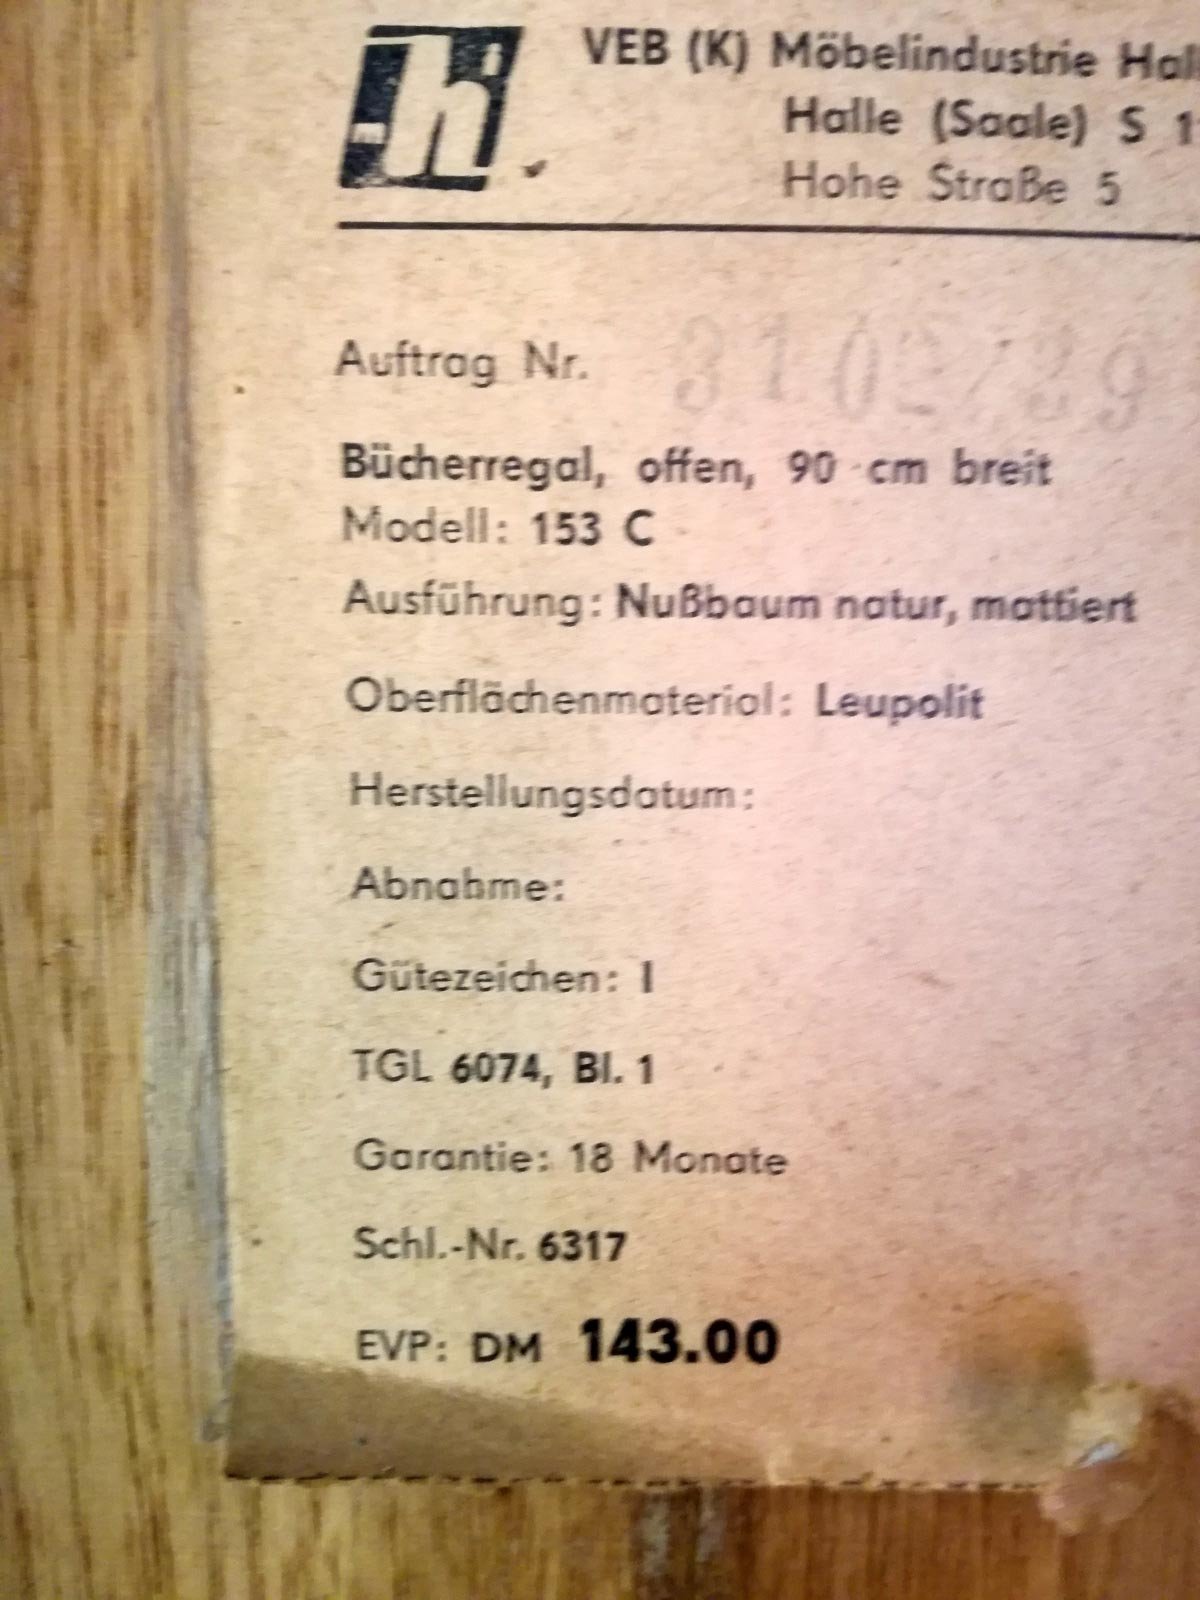 VEB (K) Möbelindustrie
Halle (Saale) S 1
Hohe Straße 5
Auftrag Nr.
Bücherregal, offen, 90 cm breit
Modell: 153 C
Ausführung: Nußbaum natur, mattiert
Oberflächenmaterial: Leupolit
Herstellungsdatum:
Abnahme:
Gütezeichen: I
TGL 6074, Bl. 1
Garantie: 18 Monate
Schl.-Nr. 6317
EVP: DM 143.00